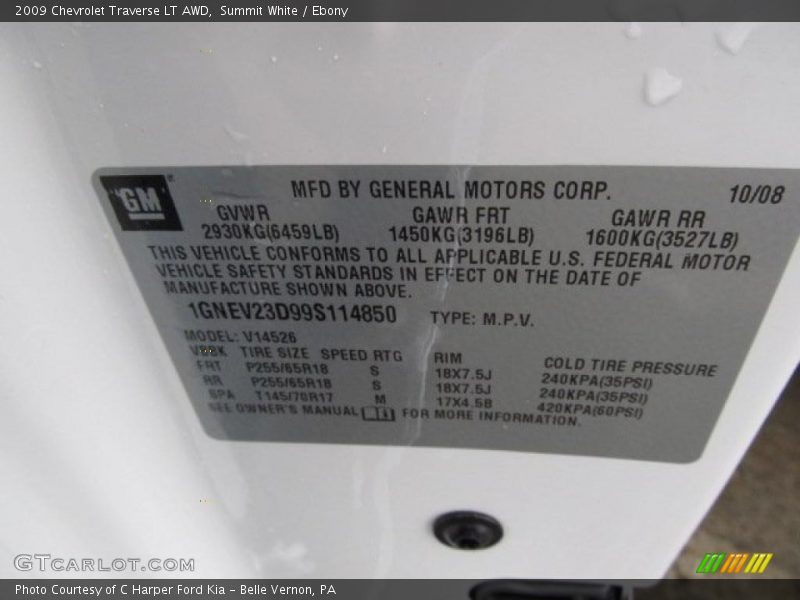 2009 Chevrolet Traverse LT AWD,  Summit White / Ebony
GM
MFD BY GENERAL MOTORS CORP. 10/08
GVWR GAWR FRT GAWR RR
2930KG(6459LB) 1450KG(3196LB) 1600KG(3527LB)
THIS VEHICLE CONFORMS TO ALL APPLICABLE U.S. FEDERAL MOTOR
VEHICLE SAFETY STANDARDS IN EFFECT ON THE DATE OF
MANUFACTURE SHOWN ABOVE.
1GNEV23D99S114850 TYPE: M.P.V.
MODEL: V14526
TIRE SIZE SPEED RTG RIM COLD TIRE PRESSURE
FRT P255/65R18 S 18X7.5J 240KPA(35PSI)
RR P255/65R18 S 18X7.5J 240KPA(35PSI)
SPA T145/70R17 M 17X4.5B 420KPA(60PSI)
SEE OWNER'S MANUAL FOR MORE INFORMATION.
GTCARLOT.COM
Photo Courtesy of C Harper Ford Kia – Belle Vernon, PA